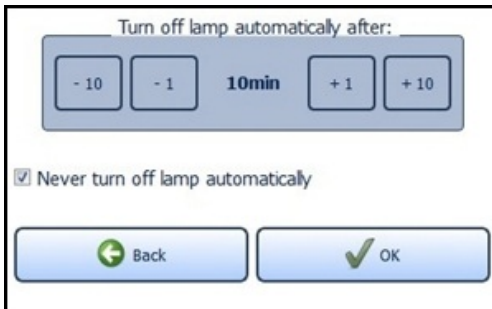 Turn off lamp automatically after:
- 10 - 1 10min + 1 + 10
Never turn off lamp automatically
Back OK